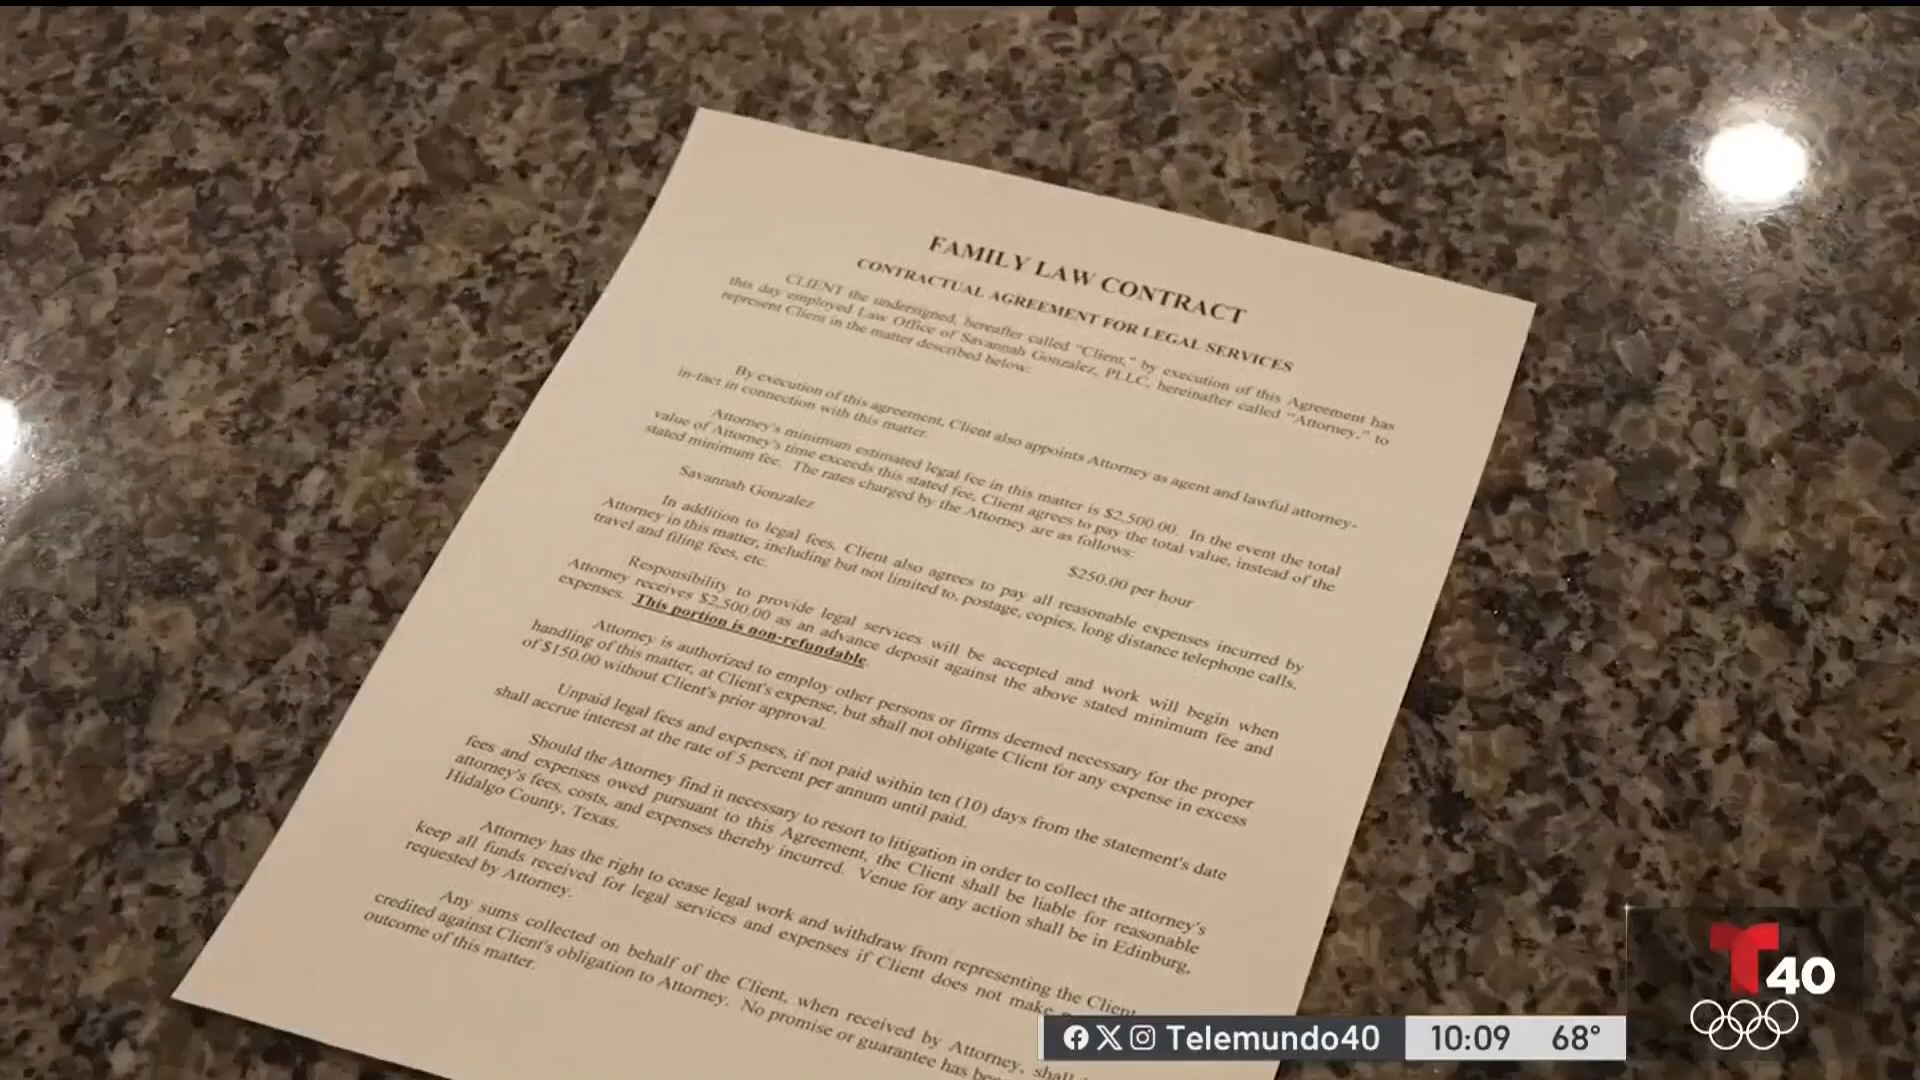 FAMILY LAW CONTRACT
CONTRACTUAL AGREEMENT FOR LEGAL SERVICES
CLIENT the undersigned, hereafter called "Client," by execution of this Agreement has
this day employed Law Office of Savannah Gonzalez, PLLC, hereinafter called "Attorney," to
represent Client in the matter described below:
By execution of this agreement, Client also appoints Attorney as agent and lawful attorney-
in-fact in connection with this matter.
Attorney's minimum estimated legal fee in this matter is $2,500.00. In the event the total
value of Attorney's time exceeds this stated fee, Client agrees to pay the total value, instead of the
stated minimum fee. The rates charged by the Attorney are as follows:
Savannah Gonzalez $250.00 per hour
In addition to legal fees, Client also agrees to pay all reasonable expenses incurred by
Attorney in this matter, including but not limited to, postage, copies, long distance telephone calls,
travel and filing fees, etc.
Responsibility to provide legal services will be accepted and work will begin when
Attorney receives $2,500.00 as an advance deposit against the above stated minimum fee and
expenses. This portion is non-refundable.
Attorney is authorized to employ other persons or firms deemed necessary for the proper
handling of this matter, at Client's expense, but shall not obligate Client for any expense in excess
of $150.00 without Client's prior approval.
Unpaid legal fees and expenses, if not paid within ten (10) days from the statement's date
shall accrue interest at the rate of 5 percent per annum until paid.
Should the Attorney find it necessary to resort to litigation in order to collect the attorney's
fees and expenses owed pursuant to this Agreement, the Client shall be liable for reasonable
attorney's fees, costs, and expenses thereby incurred. Venue for any action shall be in Edinburg,
Hidalgo County, Texas.
Attorney has the right to cease legal work and withdraw from representing the Client
keep all funds received for legal services and expenses if Client does not make
requested by Attorney.
Any sums collected on behalf of the Client, when received by Attorney, shall
credited against Client's obligation to Attorney. No promise or guarantee has
outcome of this matter.
T 40
Telemundo40 10:09 68°